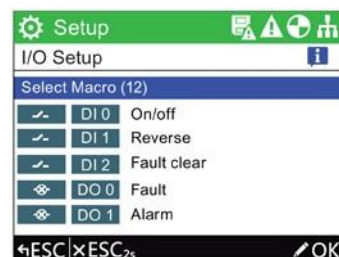 Setup
I/O Setup
Select Macro (12)
DI 0 On/off
DI 1 Reverse
DI 2 Fault clear
DO 0 Fault
DO 1 Alarm
ESC ESC2s OK